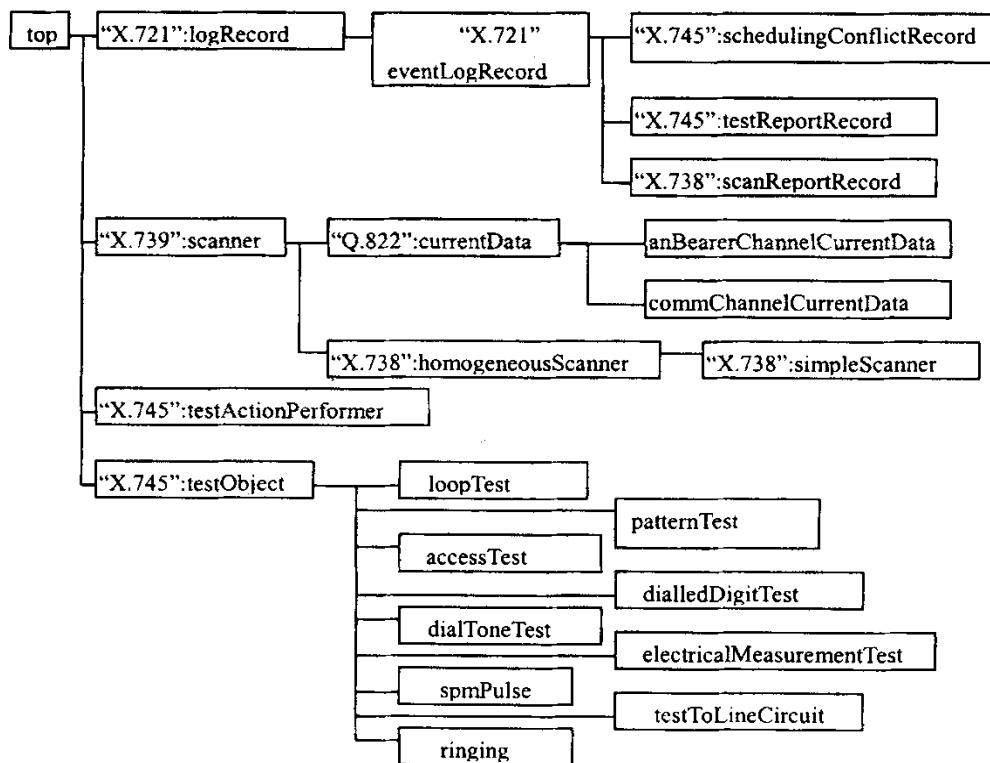 top
“X.721”:logRecord
“X.721”
eventLogRecord
“X.745”:schedulingConflictRecord
“X.745”:testReportRecord
“X.738”:scanReportRecord
“X.739”:scanner
“Q.822”:currentData
anBearerChannelCurrentData
commChannelCurrentData
“X.738”:homogeneousScanner
“X.738”:simpleScanner
“X.745”:testActionPerformer
“X.745”:testObject
loopTest
patternTest
accessTest
dialledDigitTest
dialToneTest
electricalMeasurementTest
spmPulse
testToLineCircuit
ringing